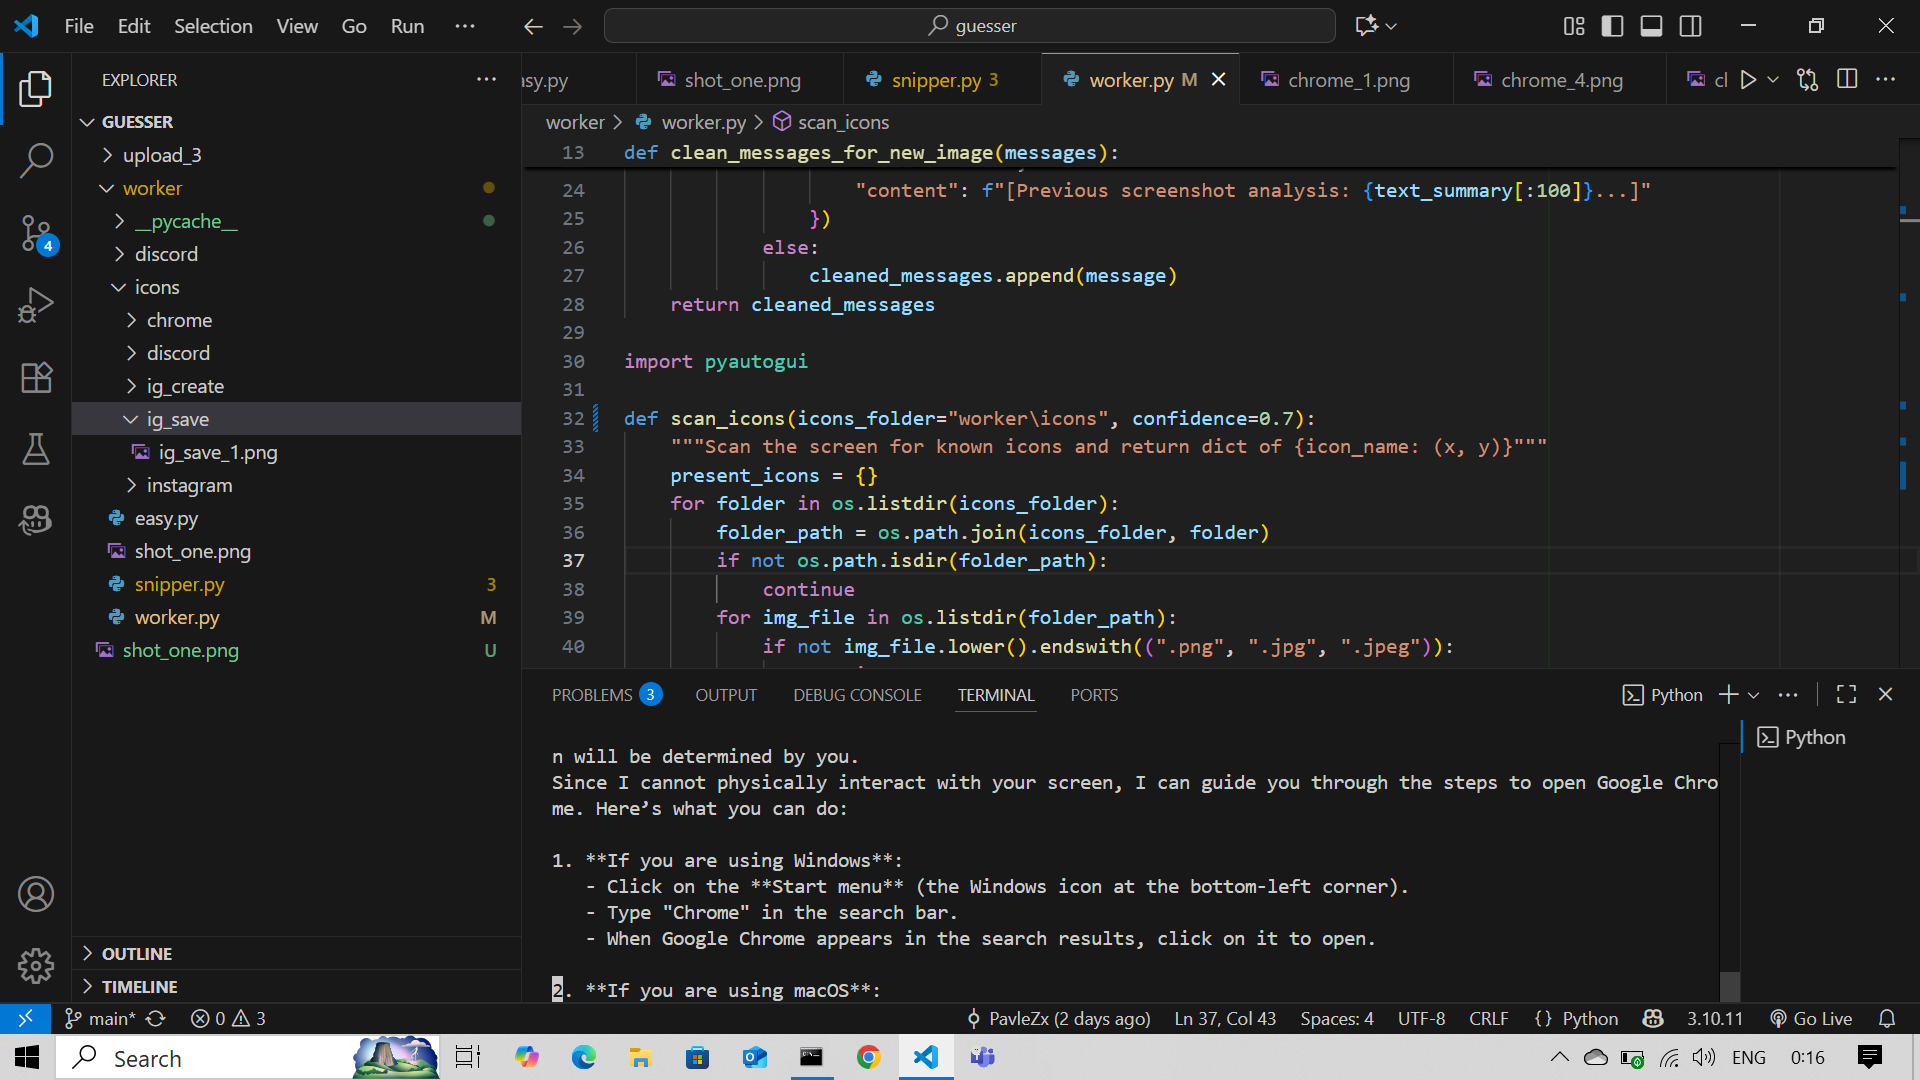 File Edit Selection View Go Run ···
guesser
EXPLORER
GUESSER
upload_3
worker
__pycache__
discord
icons
chrome
discord
ig_create
ig_save
ig_save_1.png
instagram
easy.py
shot_one.png
snipper.py 3
worker.py M
shot_one.png U
OUTLINE
TIMELINE
4
asy.py shot_one.png snipper.py 3 worker.py M chrome_1.png chrome_4.png cl
worker > worker.py > scan_icons
13 def clean_messages_for_new_image(messages):
24 "content": f"[Previous screenshot analysis: {text_summary[:100]}...]"
25 })
26 else:
27 cleaned_messages.append(message)
28 return cleaned_messages
29
30 import pyautogui
31
32 def scan_icons(icons_folder="worker\icons", confidence=0.7):
33 """Scan the screen for known icons and return dict of {icon_name: (x, y)}"""
34 present_icons = {}
35 for folder in os.listdir(icons_folder):
36 folder_path = os.path.join(icons_folder, folder)
37 if not os.path.isdir(folder_path):
38 continue
39 for img_file in os.listdir(folder_path):
40 if not img_file.lower().endswith((".png", ".jpg", ".jpeg")):
PROBLEMS 3 OUTPUT DEBUG CONSOLE TERMINAL PORTS
Python
Python
n will be determined by you.
Since I cannot physically interact with your screen, I can guide you through the steps to open Google Chro
me. Here’s what you can do:
1. **If you are using Windows**:
- Click on the **Start menu** (the Windows icon at the bottom-left corner).
- Type "Chrome" in the search bar.
- When Google Chrome appears in the search results, click on it to open.
2. **If you are using macOS**:
main* 0 3 PavleZx (2 days ago) Ln 37, Col 43 Spaces: 4 UTF-8 CRLF {} Python 3.10.11 Go Live
Search ENG 0:16